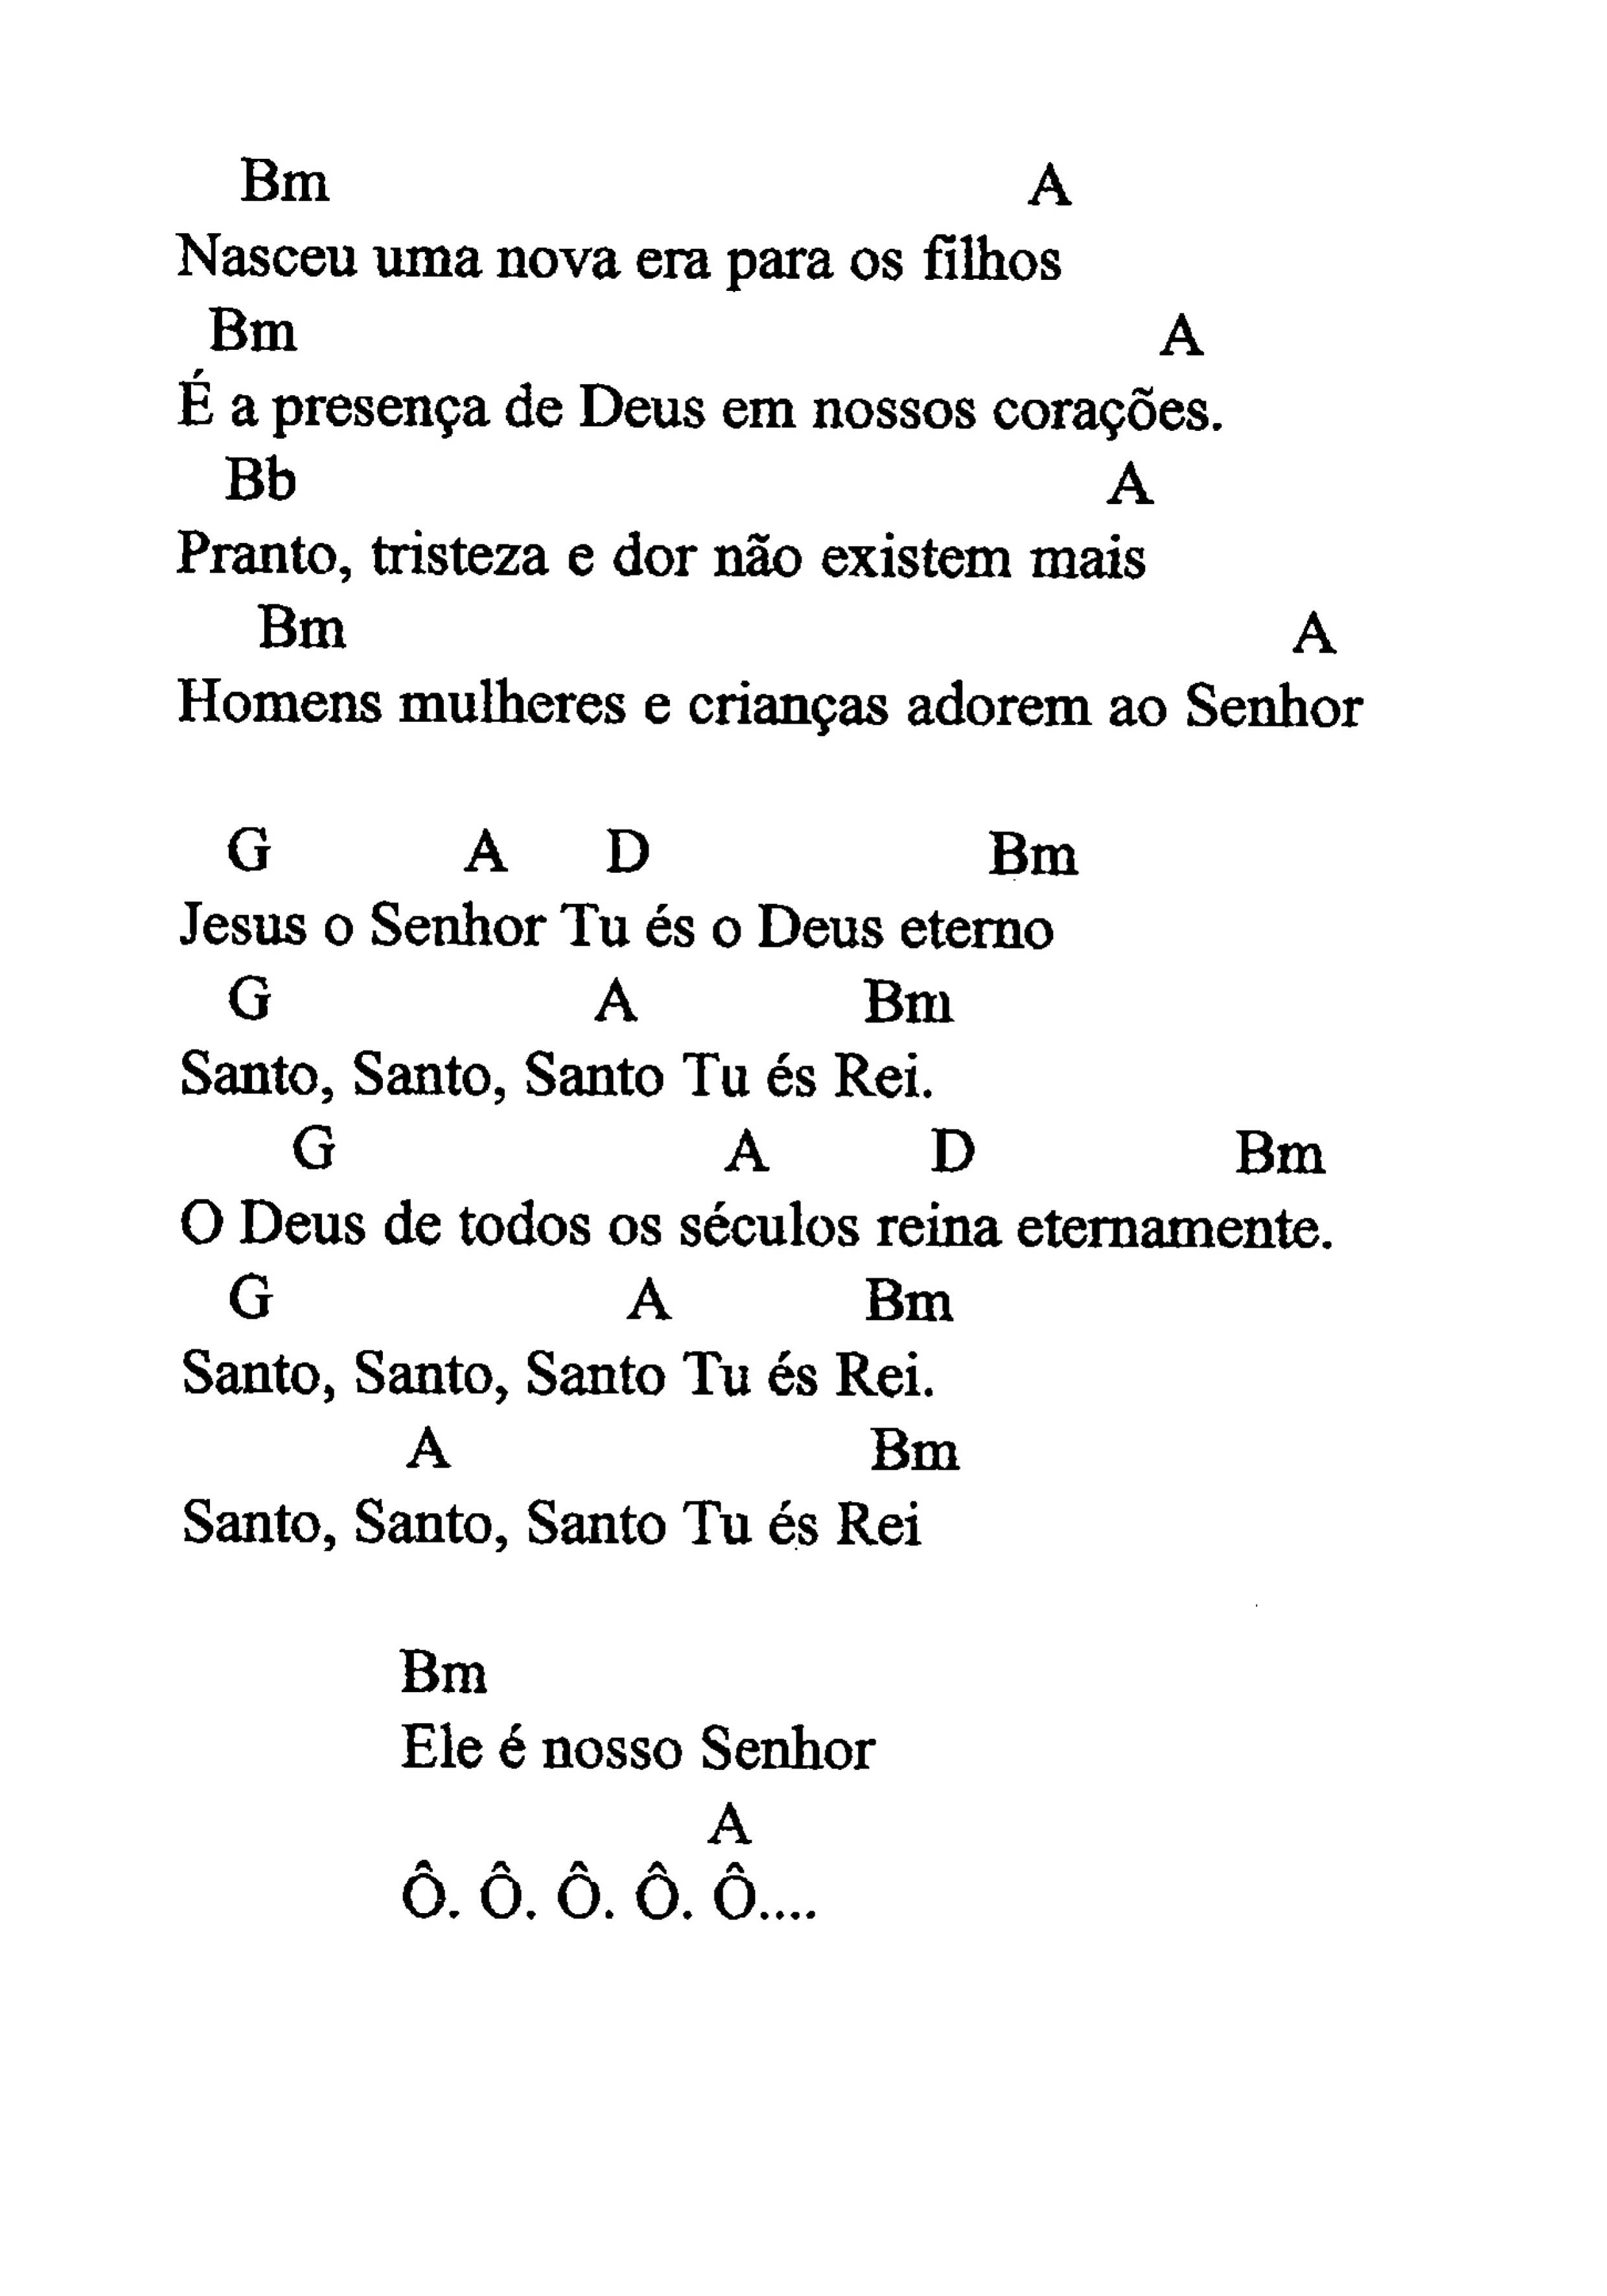 Bm A
Nasceu uma nova era para os filhos
Bm A
É a presença de Deus em nossos corações.
Bb A
Pranto, tristeza e dor não existem mais
Bm A
Homens mulheres e crianças adorem ao Senhor
G A D Bm
Jesus o Senhor Tu és o Deus eterno
G A Bm
Santo, Santo, Santo Tu és Rei.
G A D Bm
O Deus de todos os séculos reina eternamente.
G A Bm
Santo, Santo, Santo Tu és Rei.
A Bm
Santo, Santo, Santo Tu és Rei
Bm
Ele é nosso Senhor
A
Ô. Ô. Ô. Ô. Ô....